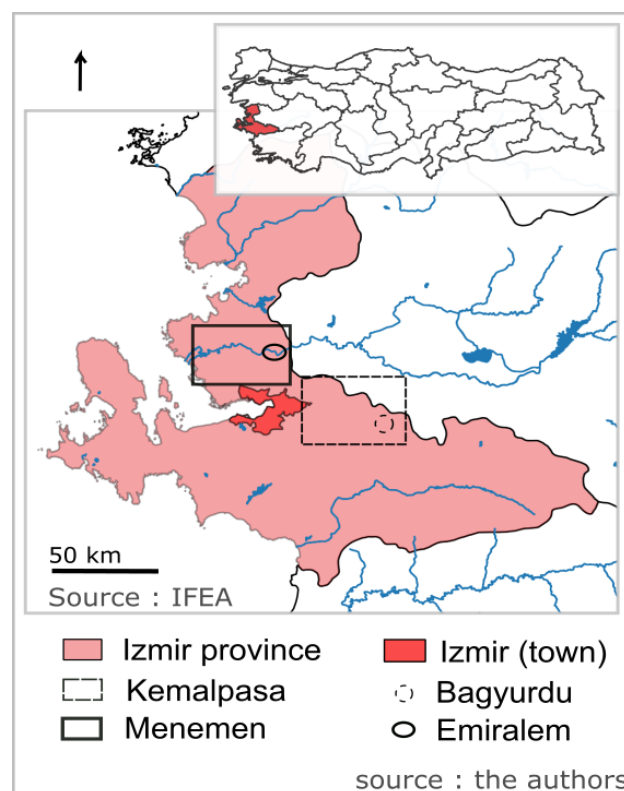 50 km
Source : IFEA
Izmir province
Izmir (town)
Kemalpasa
Bagyurdu
Menemen
Emiralem
source : the authors